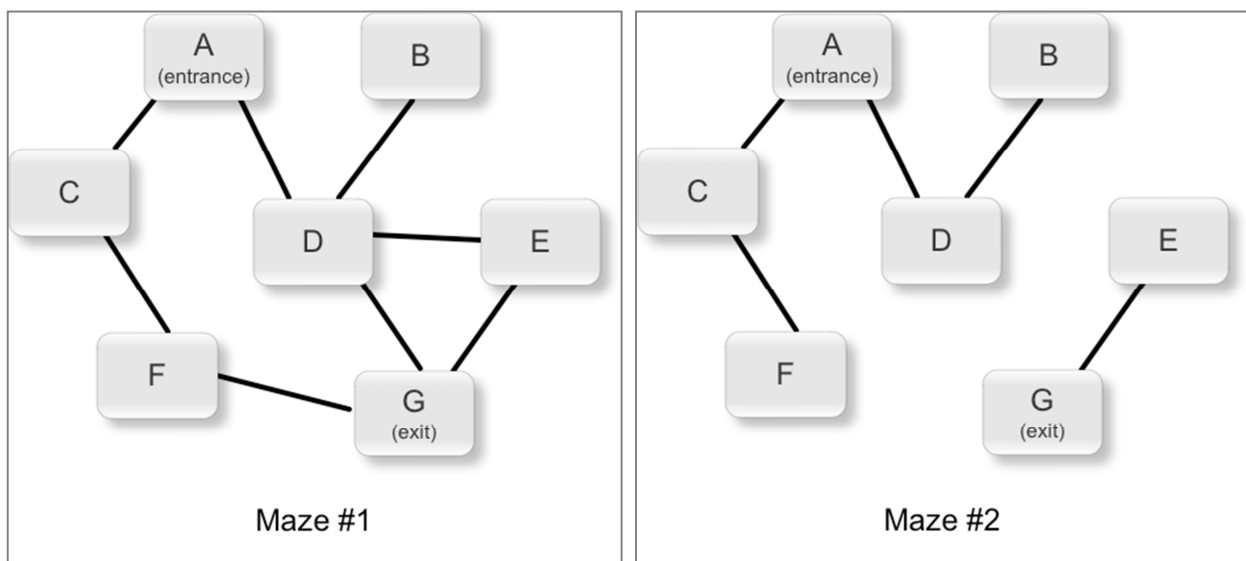 A
(entrance)
B
C
D
E
F
G
(exit)
Maze #1
A
(entrance)
B
C
D
E
F
G
(exit)
Maze #2